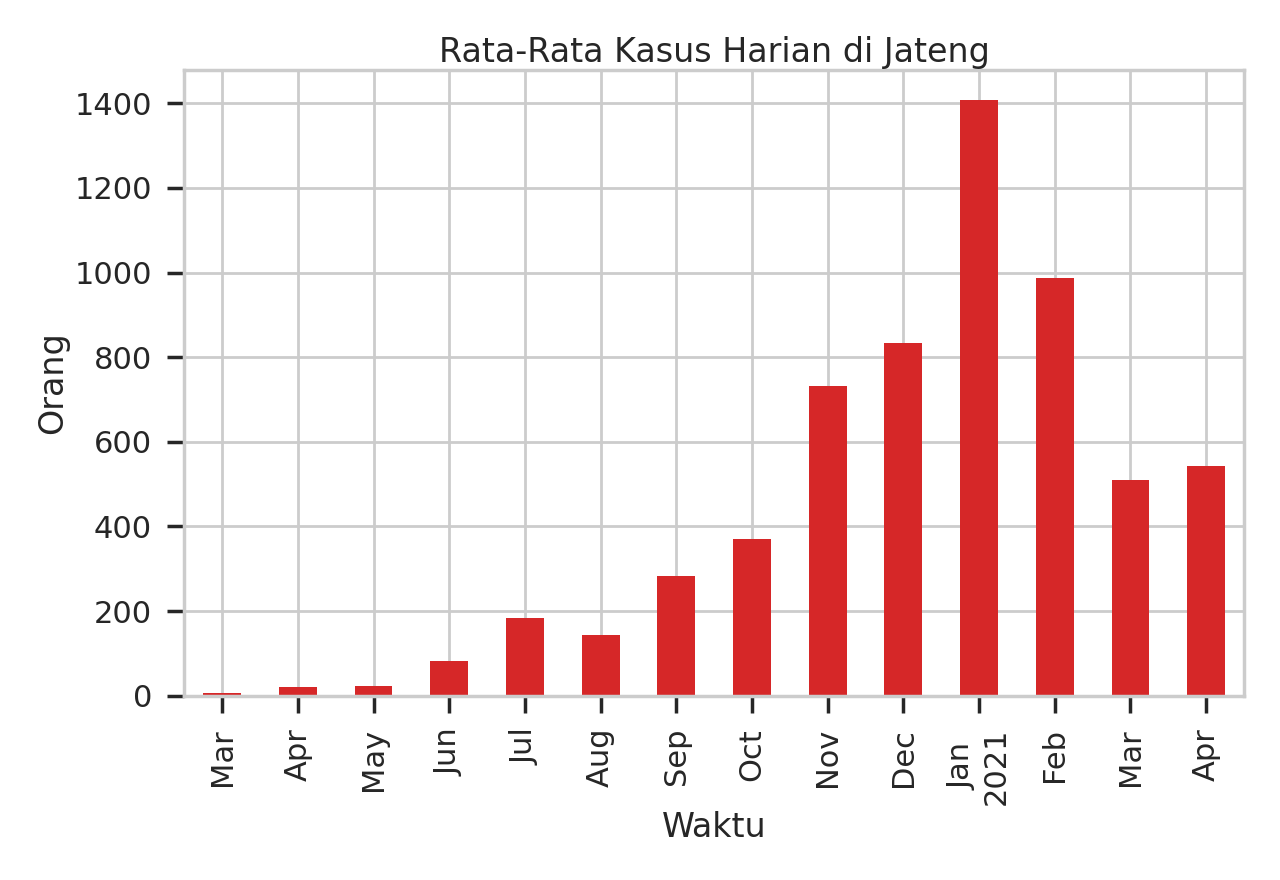 Rata-Rata Kasus Harian di Jateng
1400
1200
1000
800
600
400
200
0
Orang
Mar
Apr
May
Jun
Jul
Aug
Sep
Oct
Nov
Dec
Jan
2021
Feb
Mar
Apr
Waktu